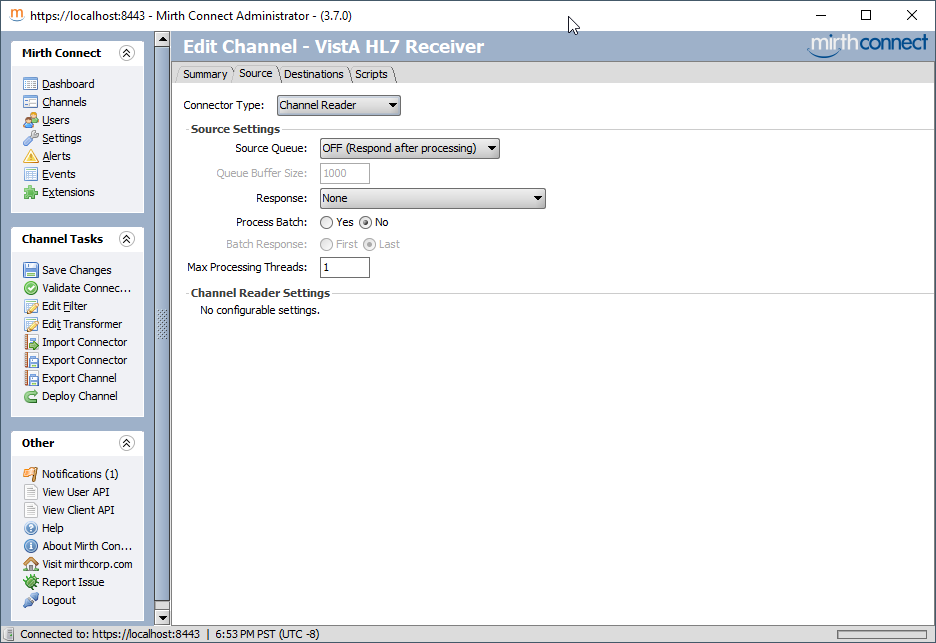 https://localhost:8443 - Mirth Connect Administrator - (3.7.0)
Mirth Connect
Dashboard
Channels
Users
Settings
Alerts
Events
Extensions
Channel Tasks
Save Changes
Validate Connec...
Edit Filter
Edit Transformer
Import Connector
Export Connector
Export Channel
Deploy Channel
Other
Notifications (1)
View User API
View Client API
Help
About Mirth Con...
Visit mirthcorp.com
Report Issue
Logout
Edit Channel - VistA HL7 Receiver
mirthconnect
Summary Source Destinations Scripts
Connector Type: Channel Reader
Source Settings
Source Queue: OFF (Respond after processing)
Queue Buffer Size: 1000
Response: None
Process Batch: Yes No
Batch Response: First Last
Max Processing Threads: 1
Channel Reader Settings
No configurable settings.
Connected to: https://localhost:8443 | 6:53 PM PST (UTC -8)